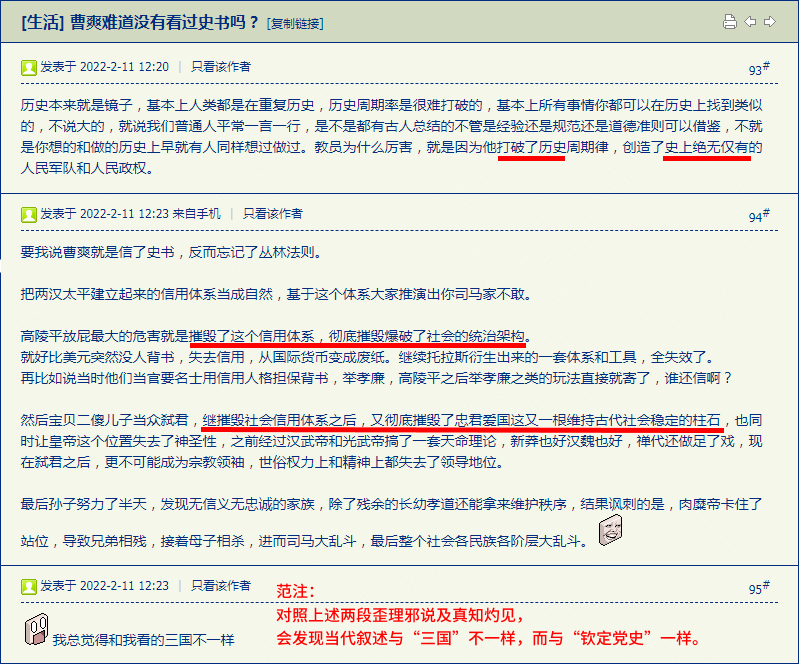 [生活] 曹爽难道没有看过史书吗？ [复制链接]
发表于 2022-2-11 12:20 | 只看该作者
93#
历史本来就是镜子，基本上人类都是在重复历史，历史周期率是很难打破的，基本上所有事情你都可以在历史上找到类似
的，不说大的，就说我们普通人平常一言一行，是不是都有古人总结的不管是经验还是规范还是道德准则可以借鉴，不就
是你想的和做的历史上早就有人同样想过做过。教员为什么厉害，就是因为他打破了历史周期律，创造了史上绝无仅有的
人民军队和人民政权。
发表于 2022-2-11 12:23 来自手机 | 只看该作者
94#
要我说曹爽就是信了史书，反而忘记了丛林法则。
把两汉太平建立起来的信用体系当成自然，基于这个体系大家推演出你司马家不敢。
高陵平放屁最大的危害就是摧毁了这个信用体系，彻底摧毁爆破了社会的统治架构。
就好比美元突然没人背书，失去信用，从国际货币变成废纸。继续托拉斯衍生出来的一套体系和工具，全失效了。
再比如说当时他们当官要名士用信用人格担保背书，举孝廉，高陵平之后举孝廉之类的玩法直接就寄了，谁还信啊？
然后宝贝二傻儿子当众弑君，继摧毁社会信用体系之后，又彻底摧毁了忠君爱国这又一根维持古代社会稳定的柱石，也同
时让皇帝这个位置失去了神圣性，之前经过汉武帝和光武帝搞了一套天命理论，新莽也好汉魏也好，禅代还做足了戏，现
在弑君之后，更不可能成为宗教领袖，世俗权力上和精神上都失去了领导地位。
最后孙子努力了半天，发现无信义无忠诚的家族，除了残余的长幼孝道还能拿来维护秩序，结果讽刺的是，肉糜帝卡住了
站位，导致兄弟相残，接着母子相杀，进而司马大乱斗，最后整个社会各民族各阶层大乱斗。
发表于 2022-2-11 12:23 | 只看该作者
95#
我总觉得和我看的三国不一样
范注：
对照上述两段歪理邪说及真知灼见，
会发现当代叙述与“三国”不一样，而与“钦定党史”一样。